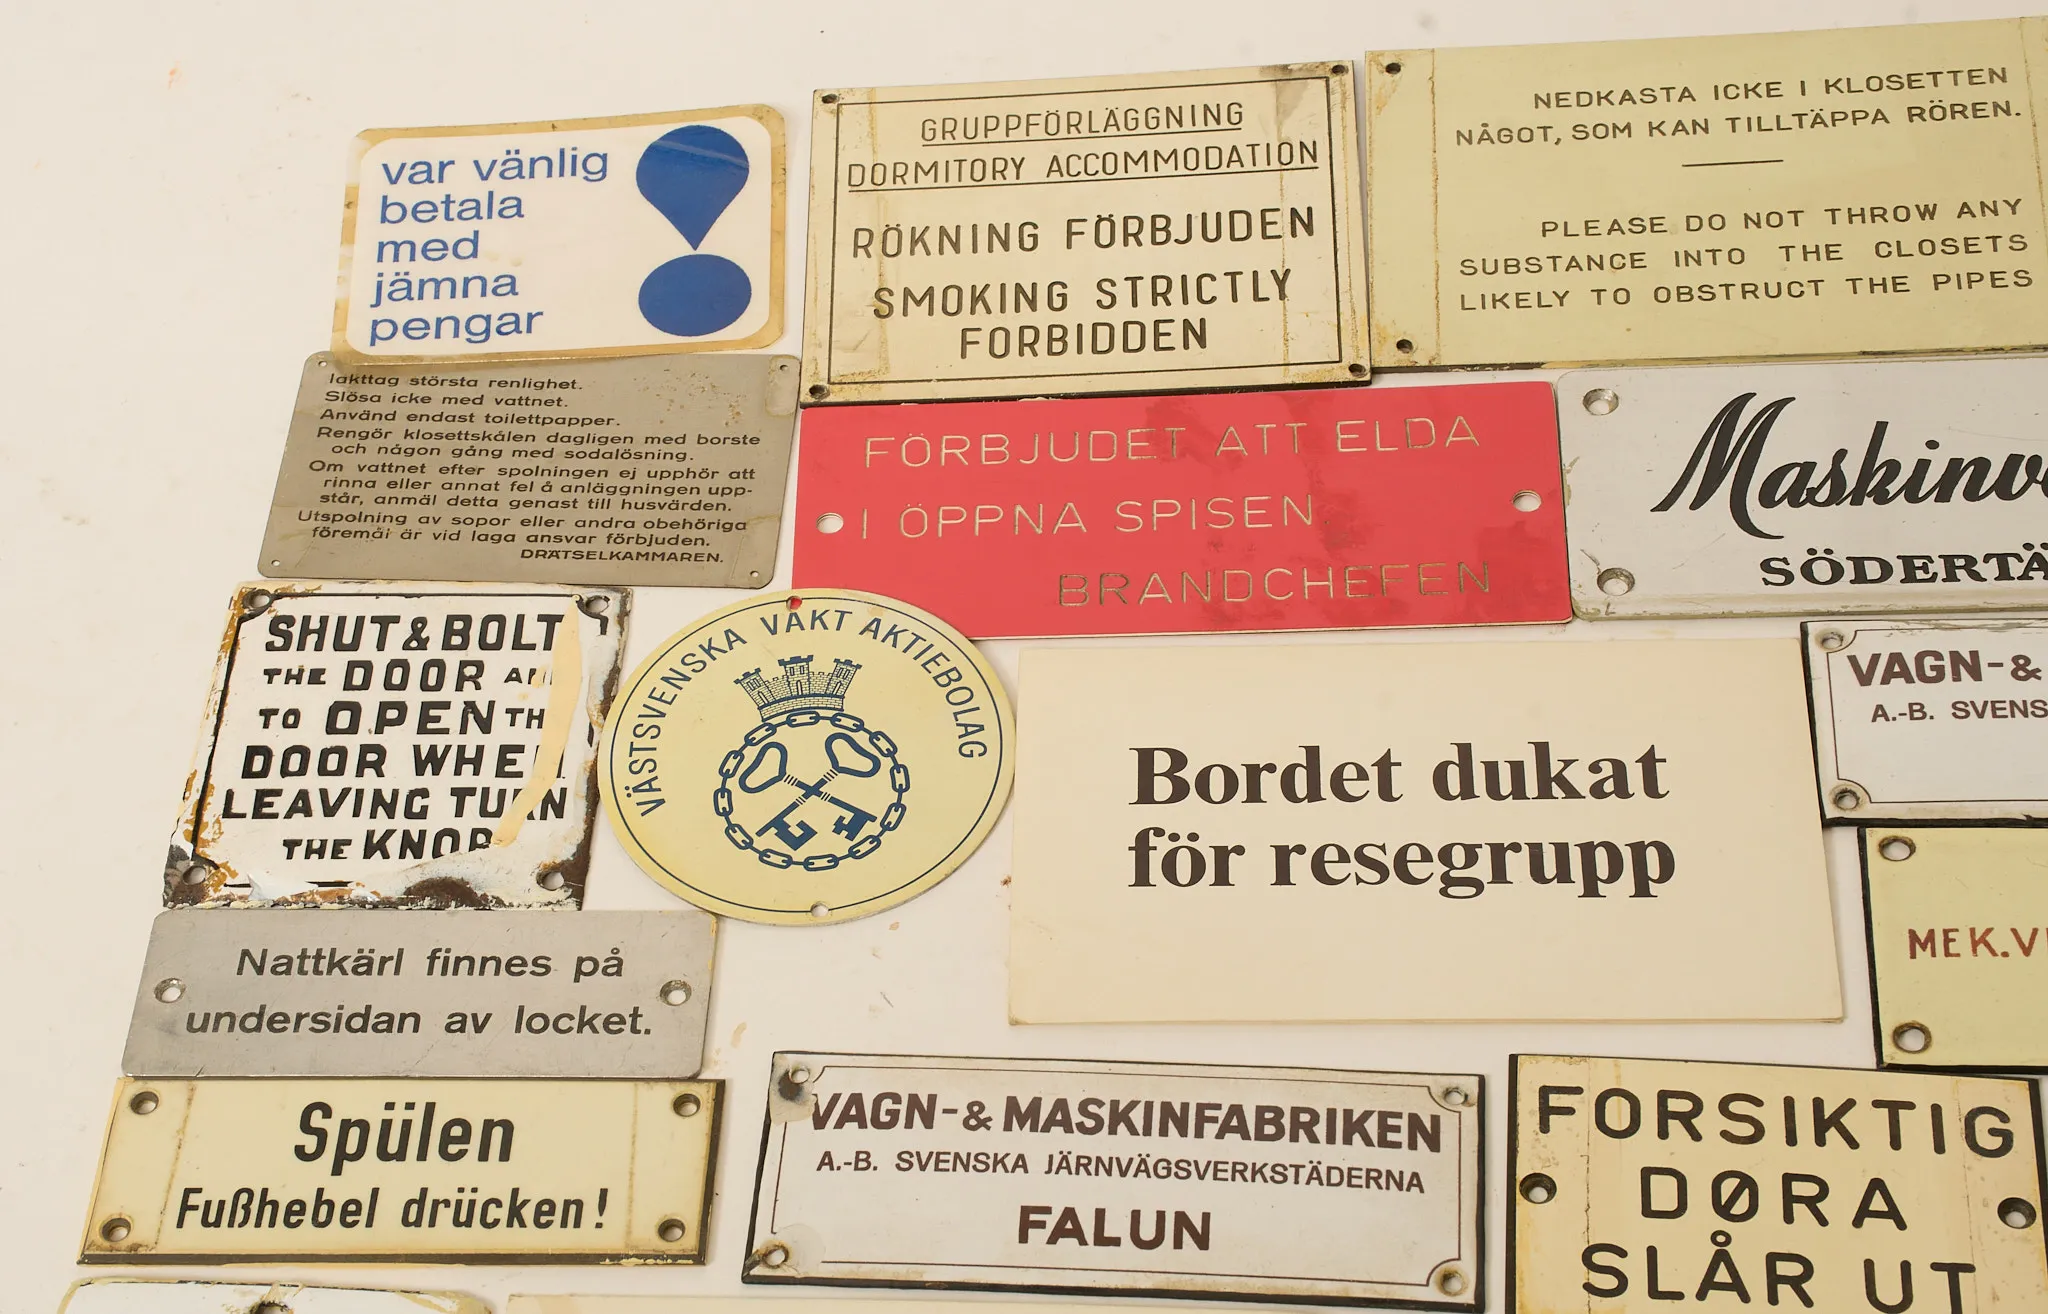 var vänlig
betala
med
jämna
pengar
GRUPPFÖRLÄGGNING
DORMITORY ACCOMMODATION
RÖKNING FÖRBJUDEN
SMOKING STRICTLY
FORBIDDEN
NEDKASTA ICKE I KLOSETTEN
NÅGOT, SOM KAN TILLTÄPPA RÖREN.
PLEASE DO NOT THROW ANY
SUBSTANCE INTO THE CLOSETS
LIKELY TO OBSTRUCT THE PIPES
Iakttag största renlighet.
Slösa icke med vattnet.
Använd endast toilettpapper.
Rengör klosettskålen dagligen med borste
och någon gång med sodalösning.
Om vattnet efter spolningen ej upphör att
rinna eller annat fel å anläggningen upp-
står, anmäl detta genast till husvärden.
Utspolning av sopor eller andra obehöriga
föremål är vid laga ansvar förbjuden.
DRÄTSELKAMMAREN.
FÖRBJUDET ATT ELDA
I ÖPPNA SPISEN
BRANDCHEFEN
SÖDERTÄ
SHUT & BOLT
THE DOOR
TO OPEN
DOOR
LEAVING TURN
THE
VÄSTSVENSKA VAKT AKTIEBOLAG
Bordet dukat
för resegrupp
VAGN- &
A.-B. SVENS
MEK.
Nattkärl finnes på
undersidan av locket.
Spülen
Fußhebel drücken!
VAGN- & MASKINFABRIKEN
A.-B. SVENSKA JÄRNVÄGSVERKSTÄDERNA
FALUN
FORSIKTIG
DØRA
SLÅR UT